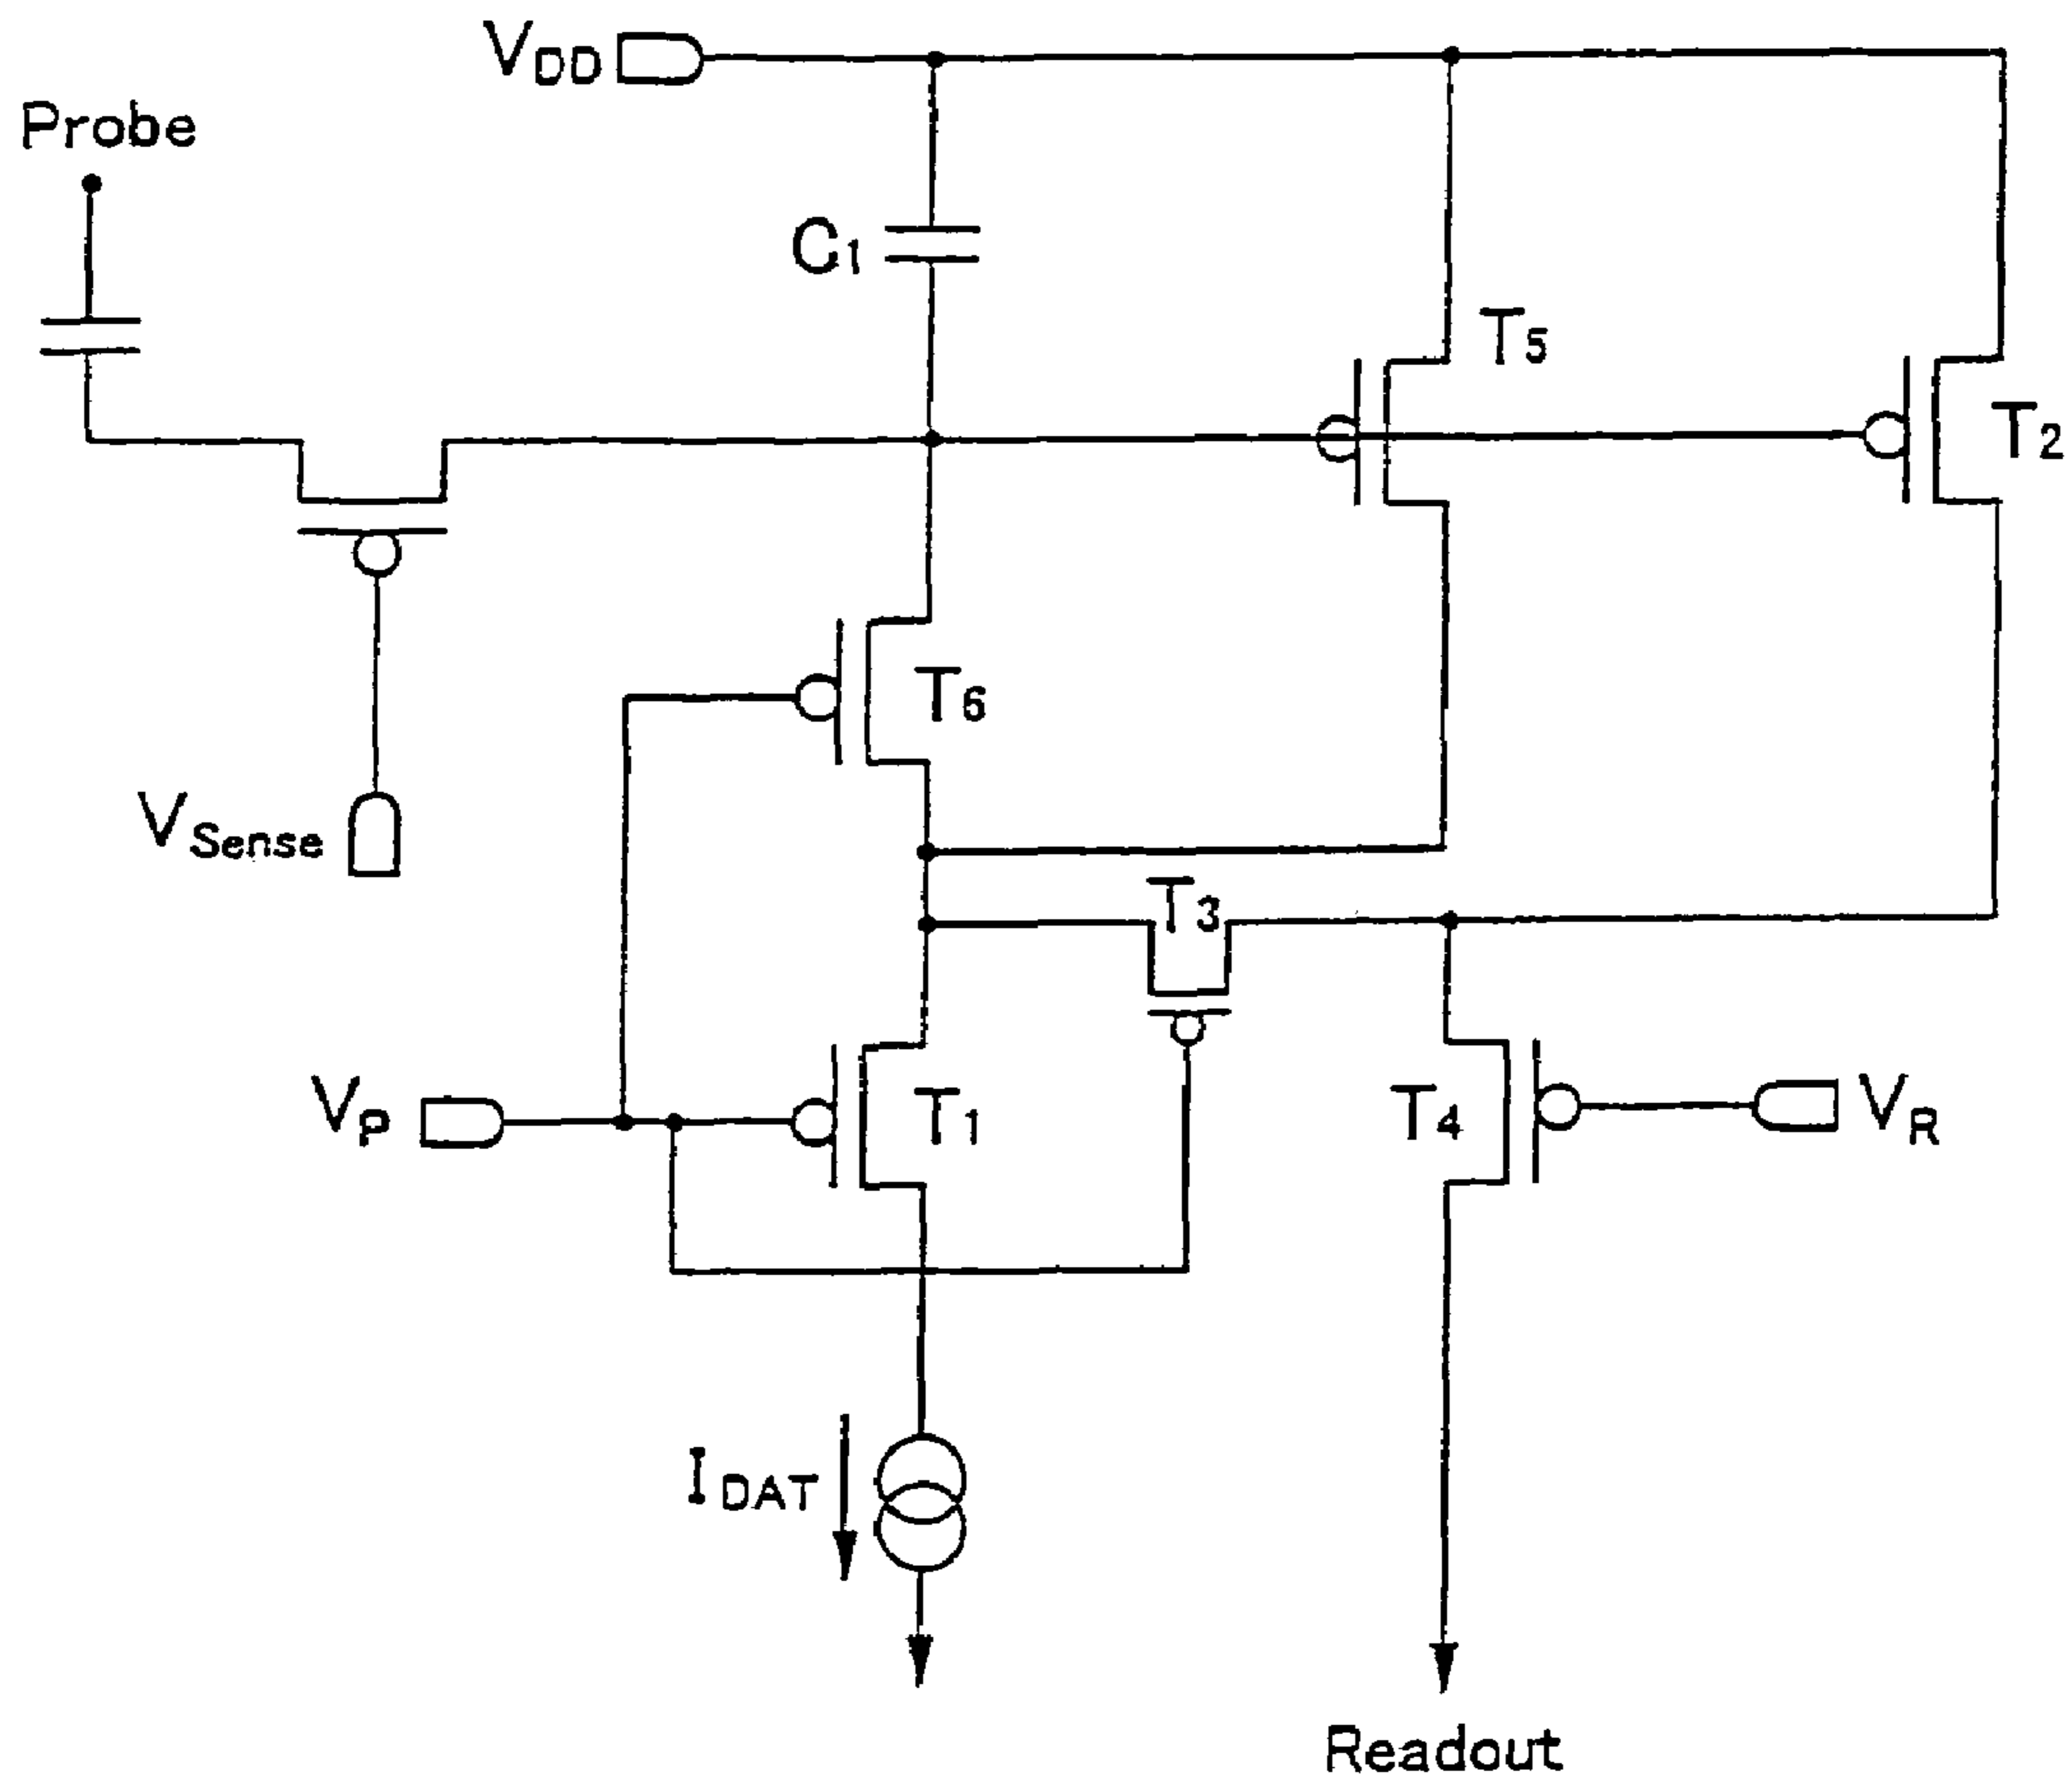 VDD
Probe
C1
T5
T2
T6
VSense
T3
VP
T1
T4
VR
IDAT
Readout